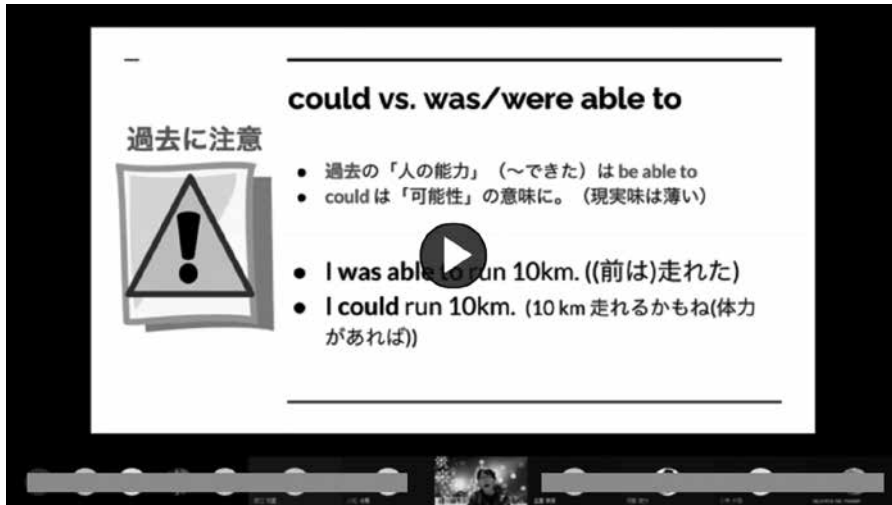 could vs. was/were able to
過去に注意
● 過去の「人の能力」（〜できた）は be able to
● could は「可能性」の意味に。（現実味は薄い）
● I was able to run 10km. ((前は)走れた)
● I could run 10km. (10 km 走れるかもね(体力
があれば))